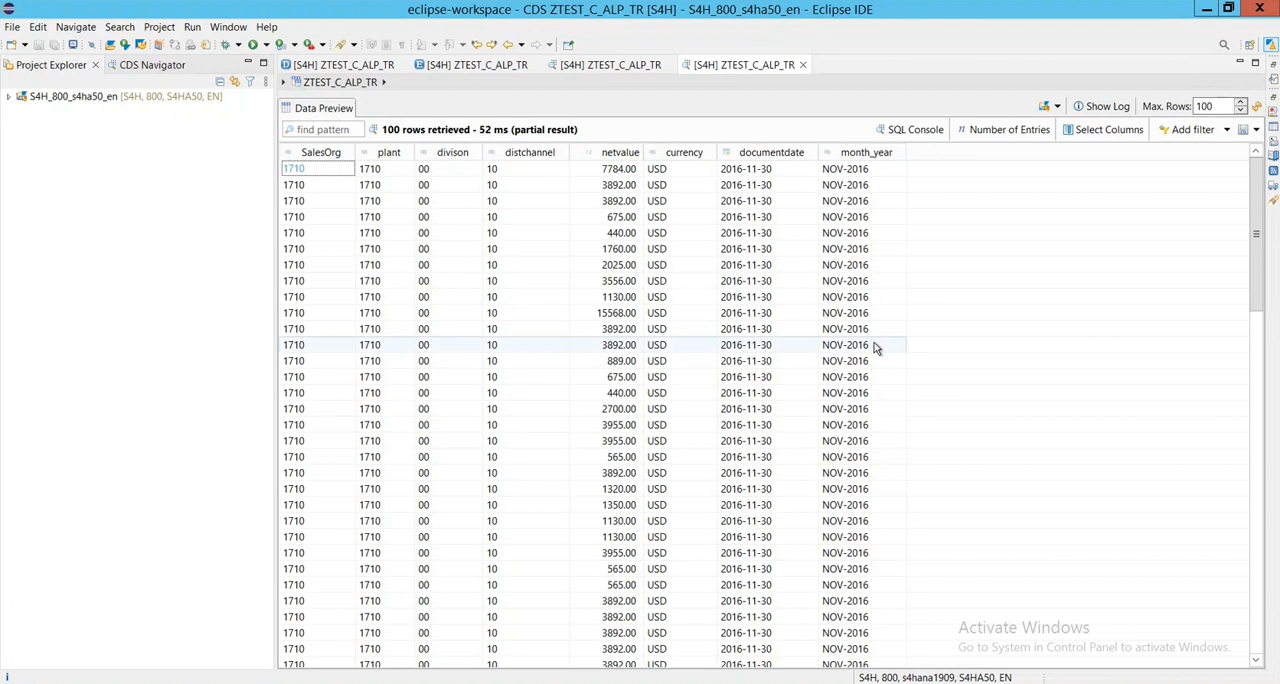 eclipse-workspace - CDS ZTEST_C_ALP_TR [S4H] - S4H_800_s4ha50_en - Eclipse IDE
File Edit Navigate Search Project Run Window Help
Project Explorer CDS Navigator [S4H] ZTEST_C_ALP_TR [S4H] ZTEST_C_ALP_TR [S4H] ZTEST_C_ALP_TR [S4H] ZTEST_C_ALP_TR
ZTEST_C_ALP_TR
S4H_800_s4ha50_en [S4H, 800, S4HA50, EN]
Data Preview Show Log Max. Rows: 100
find pattern 100 rows retrieved - 52 ms (partial result) SQL Console Number of Entries Select Columns Add filter
SalesOrg plant divison distchannel netvalue currency documentdate month_year
1710 1710 00 10 7784.00 USD 2016-11-30 NOV-2016
1710 1710 00 10 3892.00 USD 2016-11-30 NOV-2016
1710 1710 00 10 3892.00 USD 2016-11-30 NOV-2016
1710 1710 00 10 675.00 USD 2016-11-30 NOV-2016
1710 1710 00 10 440.00 USD 2016-11-30 NOV-2016
1710 1710 00 10 1760.00 USD 2016-11-30 NOV-2016
1710 1710 00 10 2025.00 USD 2016-11-30 NOV-2016
1710 1710 00 10 3556.00 USD 2016-11-30 NOV-2016
1710 1710 00 10 1130.00 USD 2016-11-30 NOV-2016
1710 1710 00 10 15568.00 USD 2016-11-30 NOV-2016
1710 1710 00 10 3892.00 USD 2016-11-30 NOV-2016
1710 1710 00 10 3892.00 USD 2016-11-30 NOV-2016
1710 1710 00 10 889.00 USD 2016-11-30 NOV-2016
1710 1710 00 10 675.00 USD 2016-11-30 NOV-2016
1710 1710 00 10 440.00 USD 2016-11-30 NOV-2016
1710 1710 00 10 2700.00 USD 2016-11-30 NOV-2016
1710 1710 00 10 3955.00 USD 2016-11-30 NOV-2016
1710 1710 00 10 3955.00 USD 2016-11-30 NOV-2016
1710 1710 00 10 565.00 USD 2016-11-30 NOV-2016
1710 1710 00 10 3892.00 USD 2016-11-30 NOV-2016
1710 1710 00 10 1320.00 USD 2016-11-30 NOV-2016
1710 1710 00 10 1350.00 USD 2016-11-30 NOV-2016
1710 1710 00 10 1130.00 USD 2016-11-30 NOV-2016
1710 1710 00 10 1130.00 USD 2016-11-30 NOV-2016
1710 1710 00 10 3955.00 USD 2016-11-30 NOV-2016
1710 1710 00 10 565.00 USD 2016-11-30 NOV-2016
1710 1710 00 10 565.00 USD 2016-11-30 NOV-2016
1710 1710 00 10 3892.00 USD 2016-11-30 NOV-2016
1710 1710 00 10 3892.00 USD 2016-11-30 NOV-2016
1710 1710 00 10 3892.00 USD 2016-11-30 NOV-2016
1710 1710 00 10 3892.00 USD 2016-11-30 NOV-2016
1710 1710 00 10 3892.00 USD 2016-11-30 NOV-2016
Activate Windows
Go to System in Control Panel to activate Windows.
S4H, 800, s4hana1909, S4HA50, EN